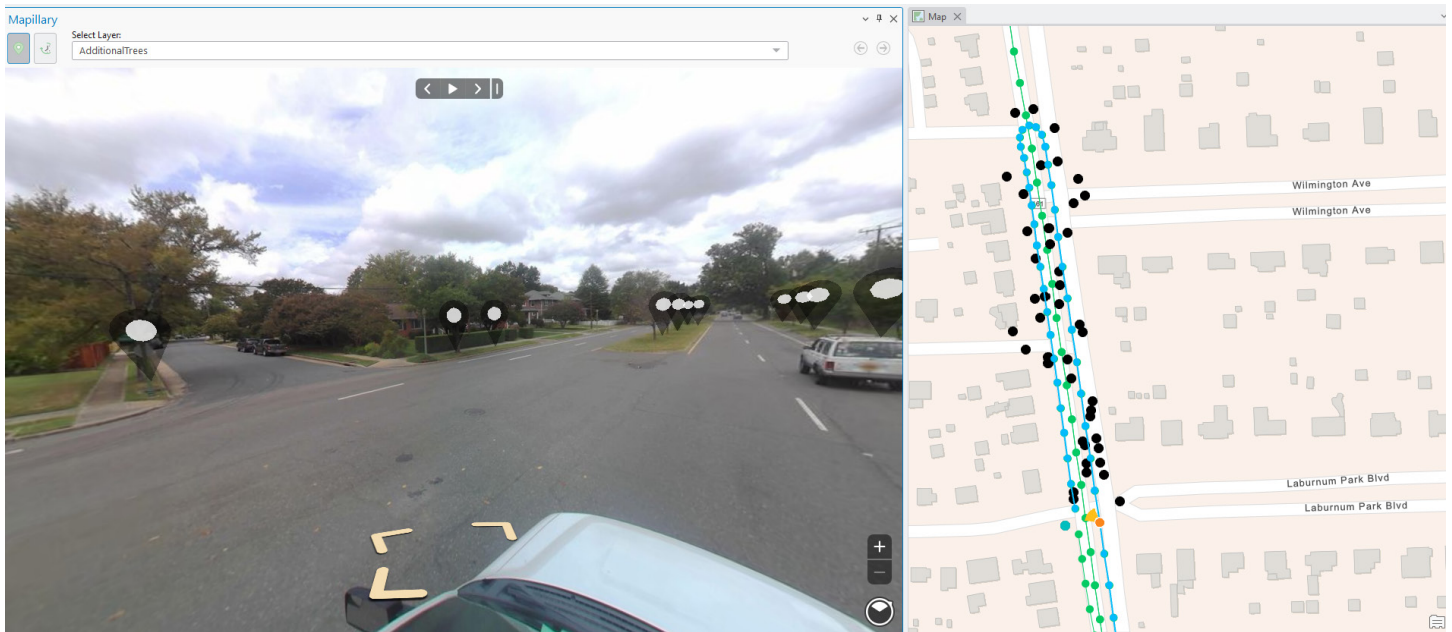 Mapillary
Map
Select Layer:
AdditionalTrees
Wilmington Ave
Wilmington Ave
Laburnum Park Blvd
Laburnum Park Blvd